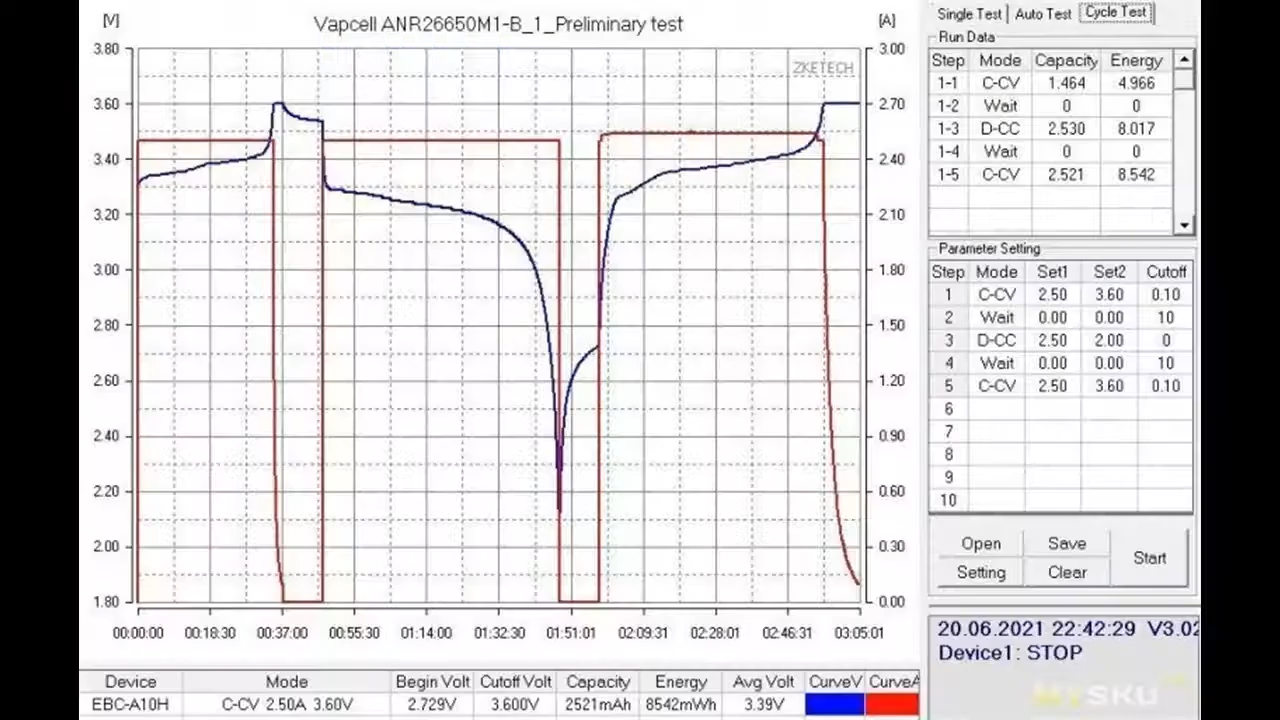 [V] Vapcell ANR26650M1-B_1_Preliminary test [A]
3.80 3.00
ZKETECH
3.60 2.70
3.40 2.40
3.20 2.10
3.00 1.80
2.80 1.50
2.60 1.20
2.40 0.90
2.20 0.60
2.00 0.30
1.80 0.00
00:00:00 00:18:30 00:37:00 00:55:30 01:14:00 01:32:30 01:51:01 02:09:31 02:28:01 02:46:31 03:05:01
Device Mode Begin Volt Cutoff Volt Capacity Energy Avg Volt CurveV CurveA
EBC-A10H C-CV 2.50A 3.60V 2.729V 3.600V 2521mAh 8542mWh 3.39V
Single Test Auto Test Cycle Test
Run Data
Step Mode Capacity Energy
1-1 C-CV 1.464 4.966
1-2 Wait 0 0
1-3 D-CC 2.530 8.017
1-4 Wait 0 0
1-5 C-CV 2.521 8.542
Parameter Setting
Step Mode Set1 Set2 Cutoff
1 C-CV 2.50 3.60 0.10
2 Wait 0.00 0.00 10
3 D-CC 2.50 2.00 0
4 Wait 0.00 0.00 10
5 C-CV 2.50 3.60 0.10
6
7
8
9
10
Open Save Start
Setting Clear
20.06.2021 22:42:29 V3.02
Device1: STOP
MYSKU